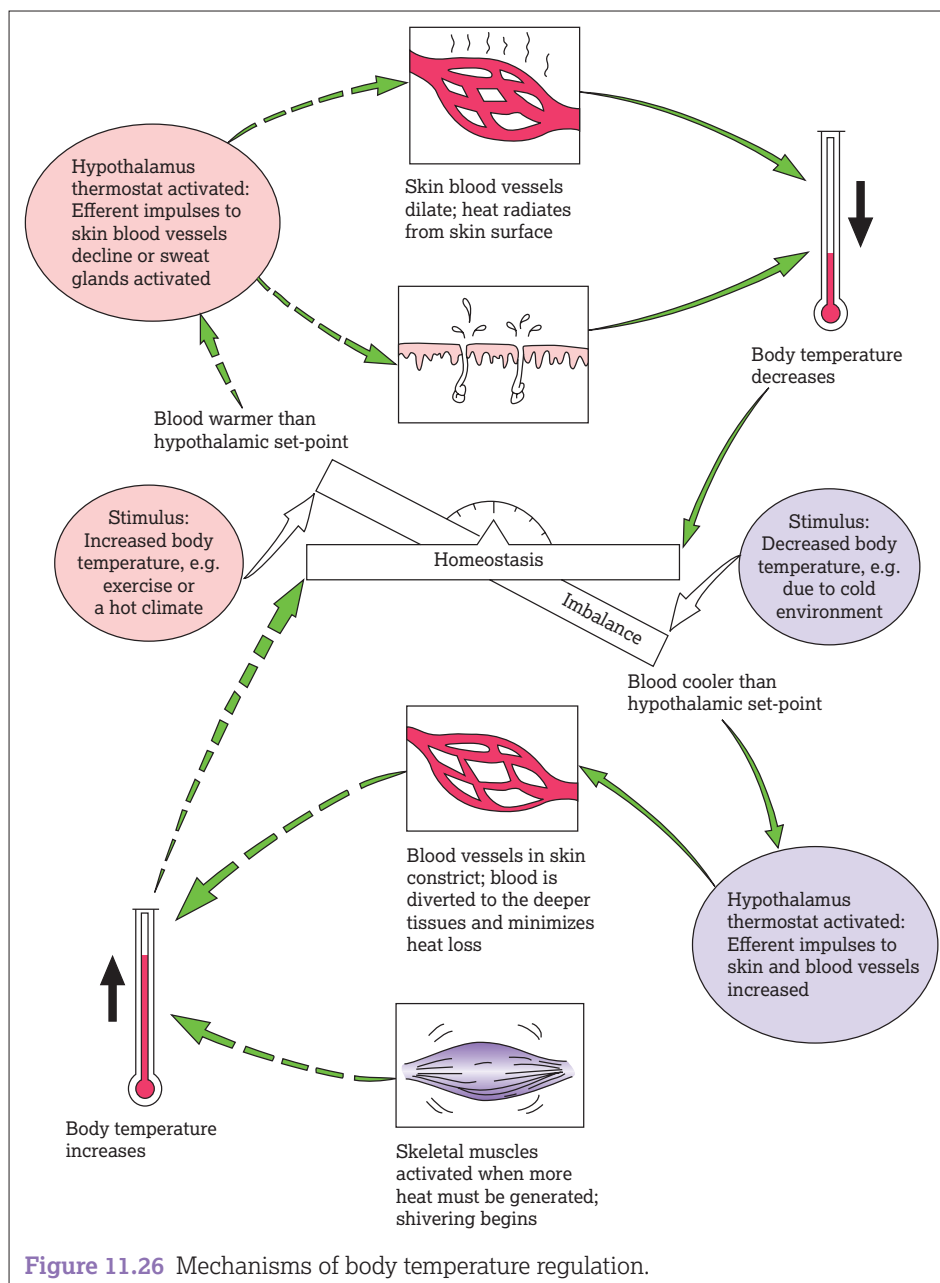 Hypothalamus
thermostat activated:
Efferent impulses to
skin blood vessels
decline or sweat
glands activated
Skin blood vessels
dilate; heat radiates
from skin surface
Body temperature
decreases
Blood warmer than
hypothalamic set-point
Stimulus:
Increased body
temperature, e.g.
exercise or
a hot climate
Homeostasis
Imbalance
Stimulus:
Decreased body
temperature, e.g.
due to cold
environment
Blood cooler than
hypothalamic set-point
Blood vessels in skin
constrict; blood is
diverted to the deeper
tissues and minimizes
heat loss
Hypothalamus
thermostat activated:
Efferent impulses to
skin and blood vessels
increased
Body temperature
increases
Skeletal muscles
activated when more
heat must be generated;
shivering begins
Figure 11.26 Mechanisms of body temperature regulation.